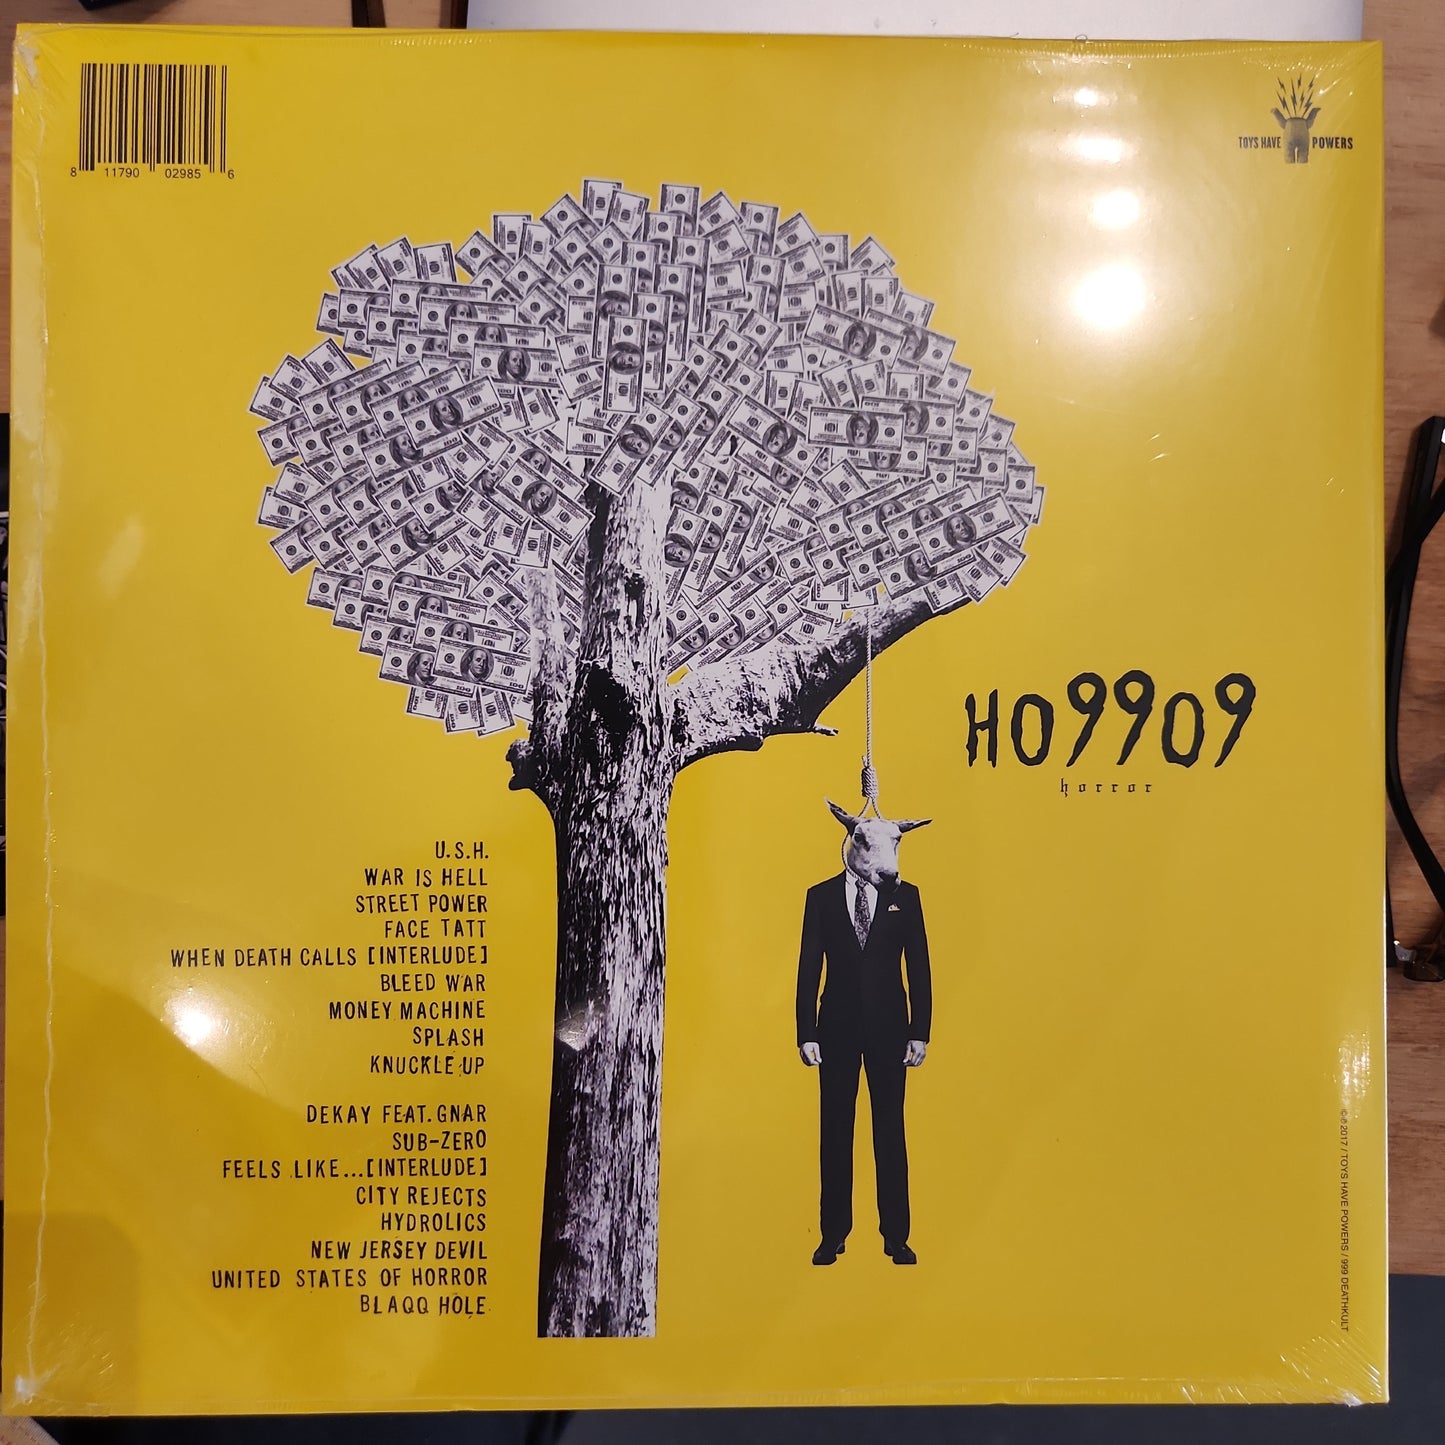 8 11790 02985 6
TOYS HAVE POWERS
HO9909
horror
U.S.H.
WAR IS HELL
STREET POWER
FACE TATT
WHEN DEATH CALLS [INTERLUDE]
BLEED WAR
MONEY MACHINE
SPLASH
KNUCKLE UP
DEKAY FEAT. GNAR
SUB-ZERO
FEELS LIKE...[INTERLUDE]
CITY REJECTS
HYDROLICS
NEW JERSEY DEVIL
UNITED STATES OF HORROR
BLAQQ HOLE
©℗ 2017 / TOYS HAVE POWERS / 999 DEATHKULT